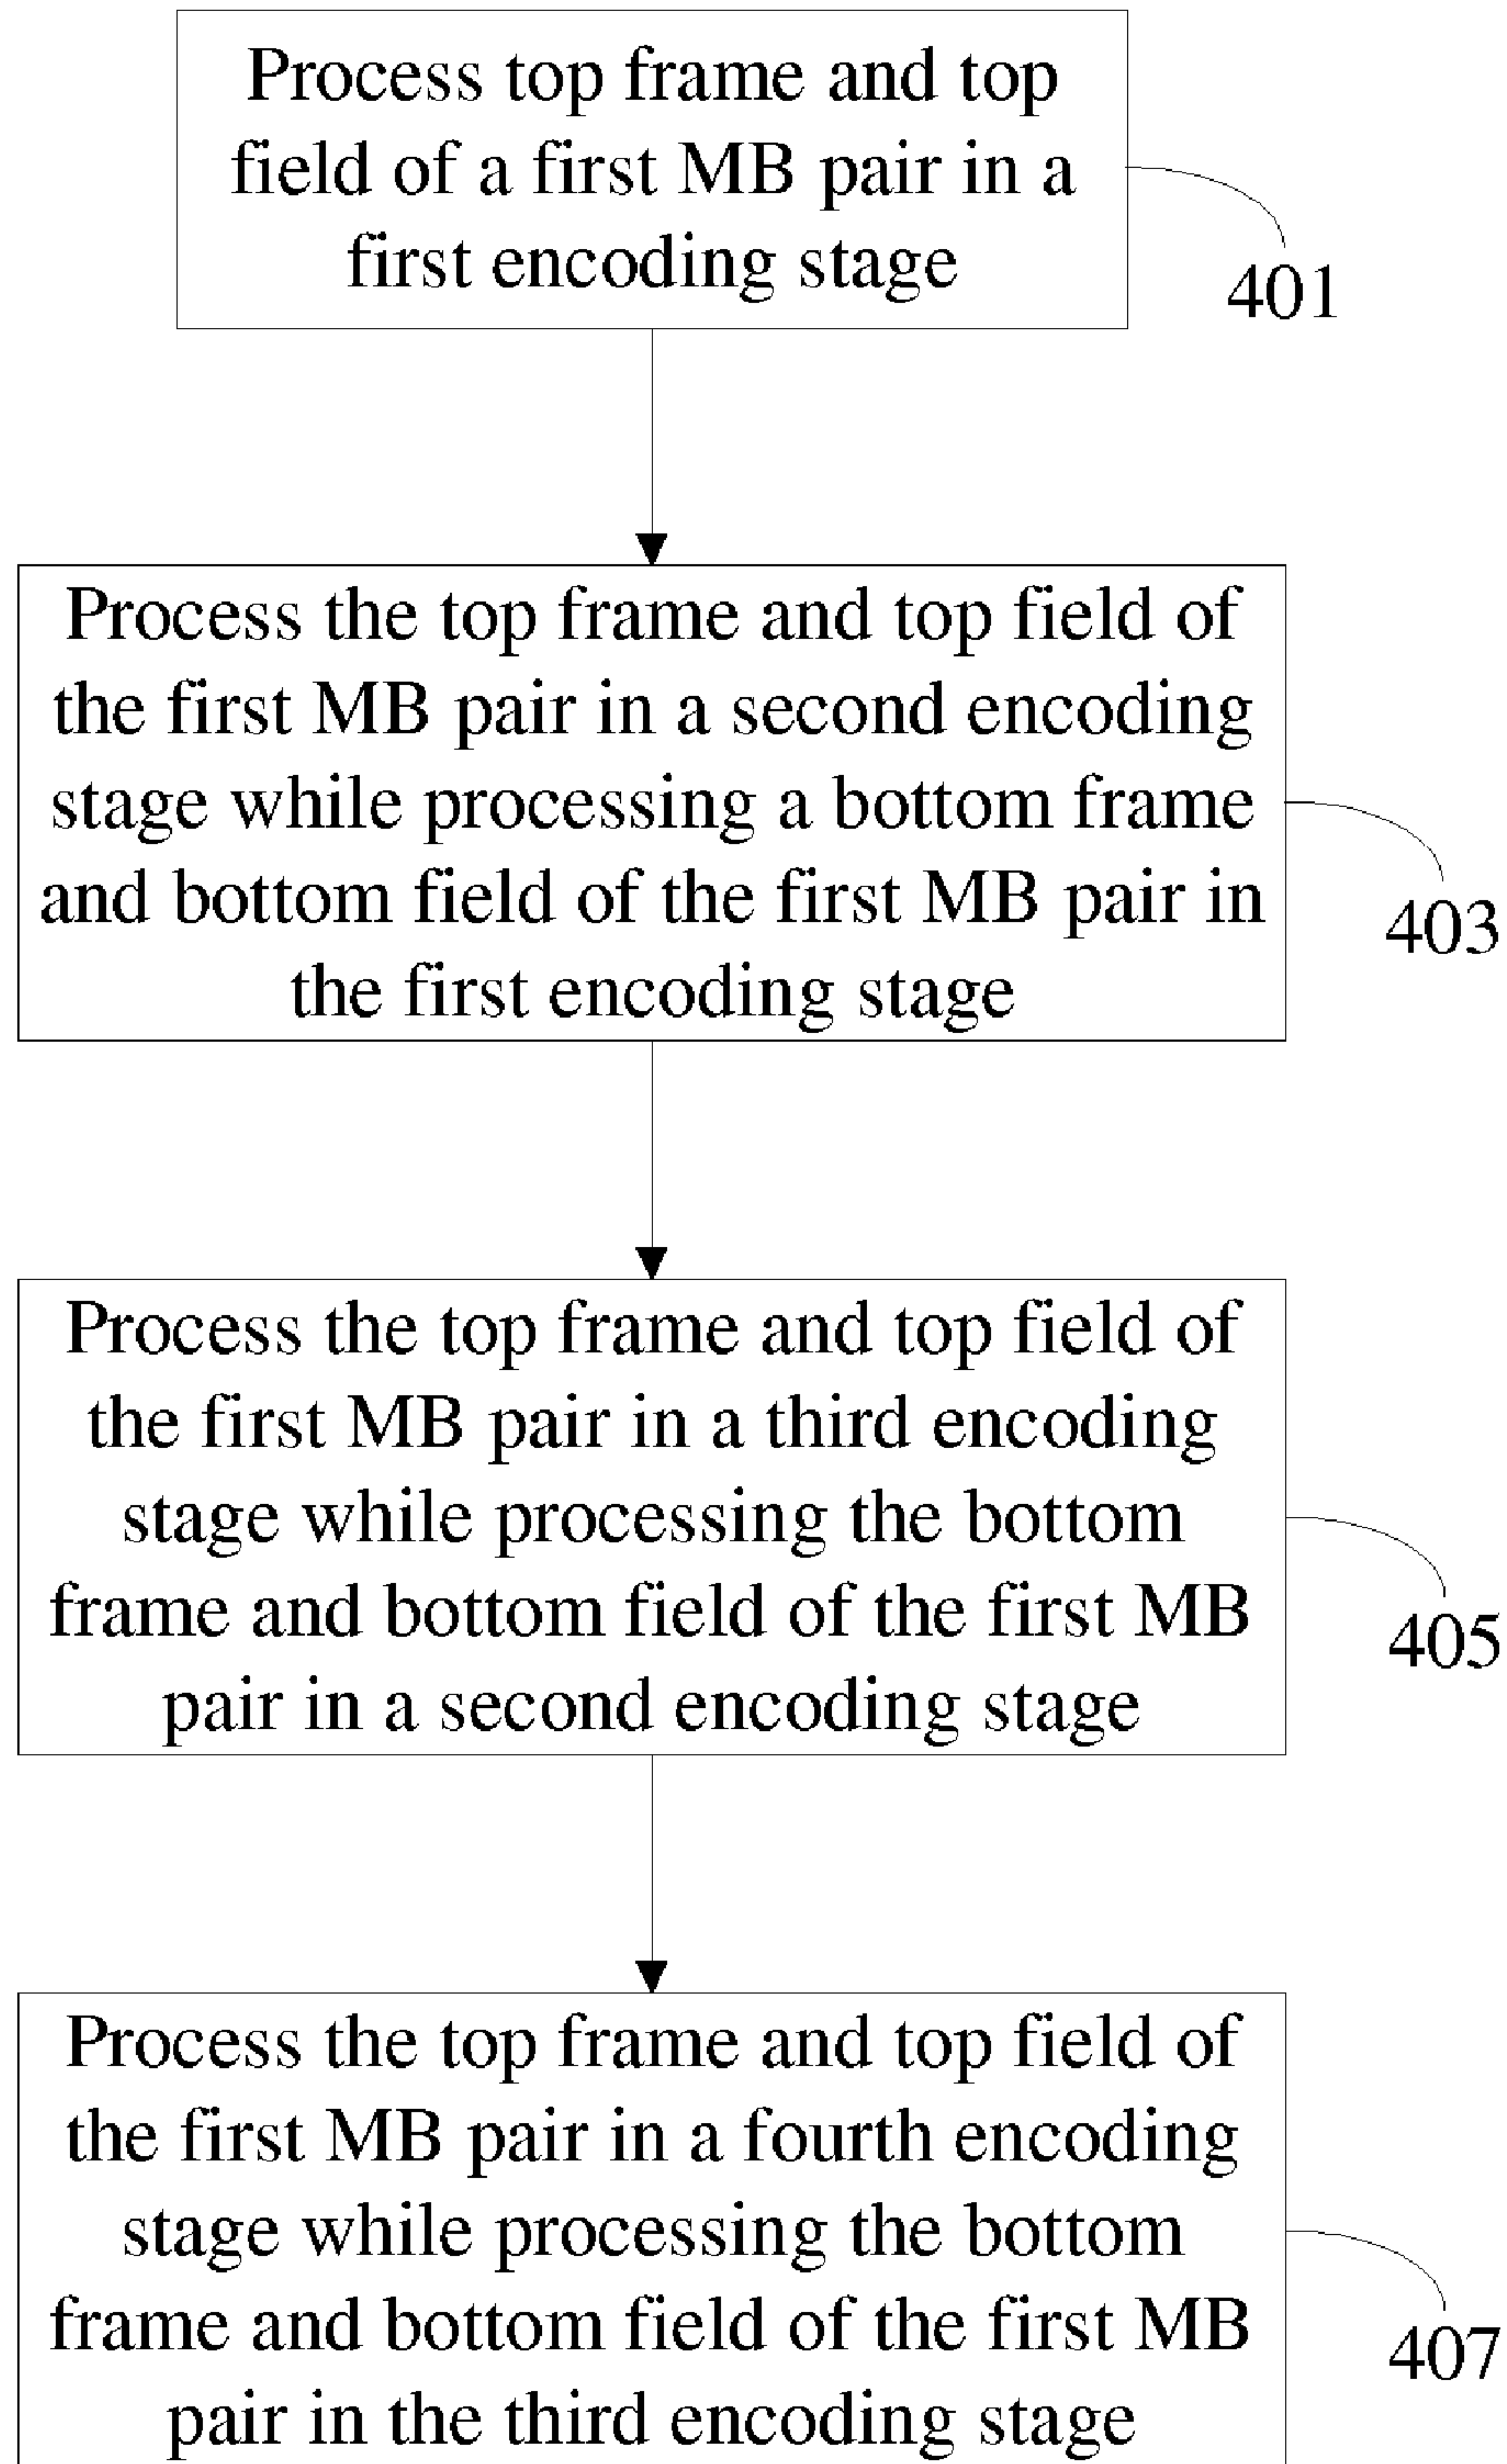 Process top frame and top
field of a first MB pair in a
first encoding stage
401
Process the top frame and top field of
the first MB pair in a second encoding
stage while processing a bottom frame
and bottom field of the first MB pair in
the first encoding stage
403
Process the top frame and top field of
the first MB pair in a third encoding
stage while processing the bottom
frame and bottom field of the first MB
pair in a second encoding stage
405
Process the top frame and top field of
the first MB pair in a fourth encoding
stage while processing the bottom
frame and bottom field of the first MB
pair in the third encoding stage
407